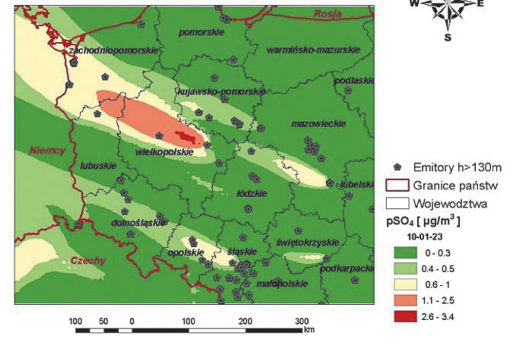 W E
S
pomorskie
Rosja
zachodniopomorskie
warmińsko-mazurskie
podlaskie
kujawsko-pomorskie
mazowieckie
Niemcy
wielkopolskie
lubuskie
lubelski
łódzkie
dolnośląskie
świętokrzyskie
opolskie
śląskie
Czechy
podkarpackie
małopolskie
100 50 0 100 200 300
km
Emitory h>130m
Granice państw
Województwa
pSO₄ [ µg/m³ ]
10-01-23
0 - 0.3
0.4 - 0.5
0.6 - 1
1.1 - 2.5
2.6 - 3.4